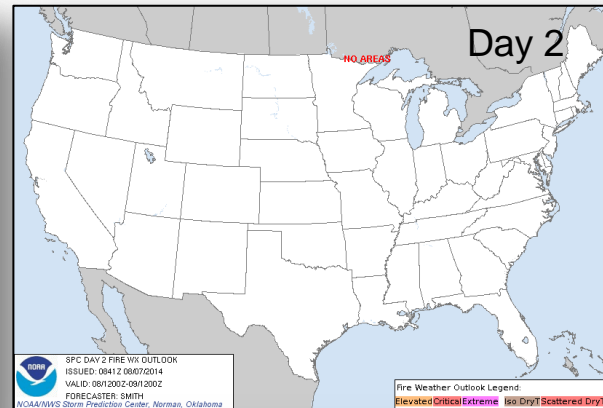 Day 2
NO AREAS
NOAA
SPC DAY 2 FIRE WX OUTLOOK
ISSUED: 0841Z 08/07/2014
VALID: 08/1200Z-09/1200Z
FORECASTER: SMITH
NOAA/NWS Storm Prediction Center, Norman, Oklahoma
Fire Weather Outlook Legend:
Elevated Critical Extreme Iso DryT Scattered DryT